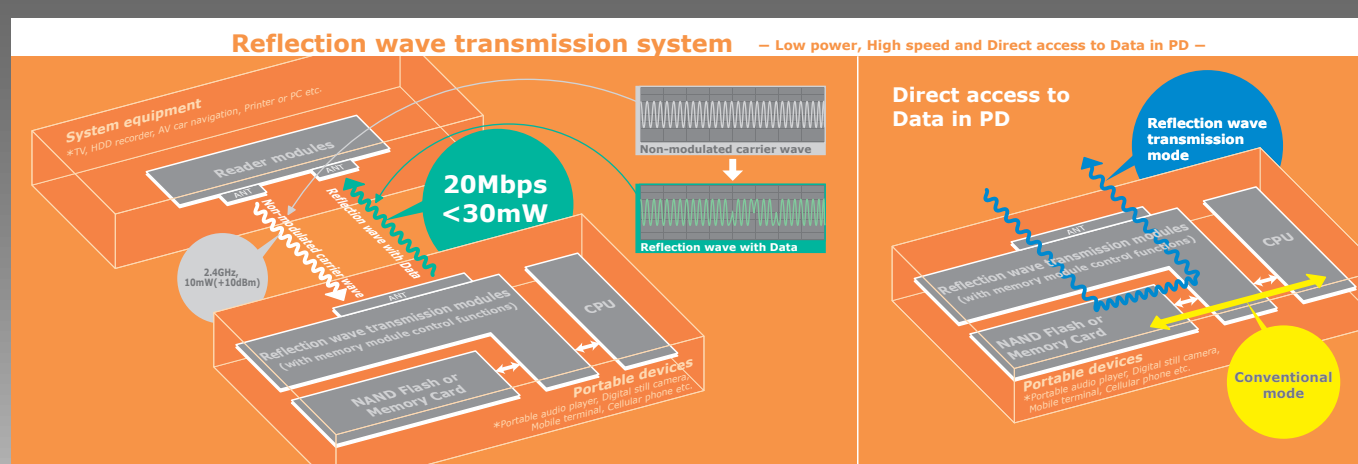 Reflection wave transmission system
— Low power, High speed and Direct access to Data in PD —
System equipment
*TV, HDD recorder, AV car navigation, Printer or PC etc.
Reader modules
ANT
ANT
Non-modulated carrier wave
Reflection wave with Data
2.4GHz,
10mW(+10dBm)
20Mbps
<30mW
Non-modulated carrier wave
Reflection wave with Data
ANT
Reflection wave transmission modules
(with memory module control functions)
CPU
NAND Flash or
Memory Card
Portable devices
*Portable audio player, Digital still camera,
Mobile terminal, Cellular phone etc.
Direct access to
Data in PD
Reflection wave
transmission
mode
ANT
Reflection wave transmission modules
(with memory module control functions)
CPU
NAND Flash or
Memory Card
Portable devices
*Portable audio player, Digital still camera,
Mobile terminal, Cellular phone etc.
Conventional
mode